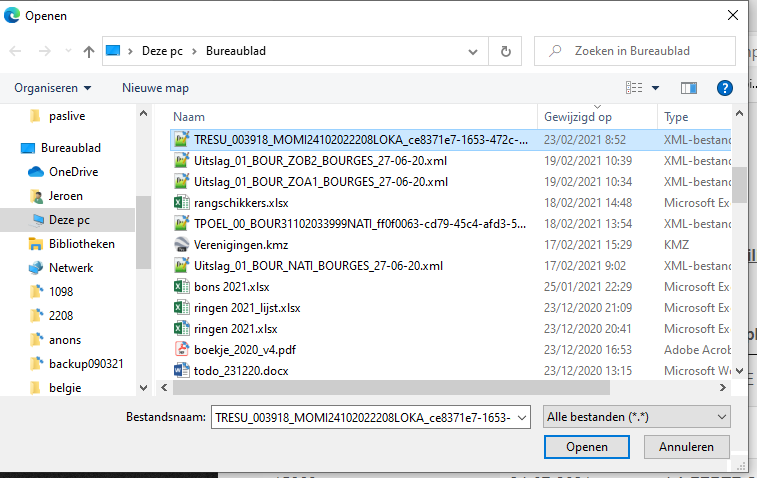 Openen
Deze pc > Bureaublad
Zoeken in Bureaublad
Organiseren
Nieuwe map
Naam
Gewijzigd op
Type
paslive
Bureaublad
OneDrive
Jeroen
Deze pc
Bibliotheken
Netwerk
1098
2208
anons
backup090321
belgie
TRESU_003918_MOMI24102022208LOKA_ce8371e7-1653-472c-... 23/02/2021 8:52 XML-bestand
Uitslag_01_BOUR_ZOB2_BOURGES_27-06-20.xml 19/02/2021 10:39 XML-bestand
Uitslag_01_BOUR_ZOA1_BOURGES_27-06-20.xml 19/02/2021 10:34 XML-bestand
rangschikkers.xlsx 18/02/2021 14:48 Microsoft Ex
TPOEL_00_BOUR31102033999NATI_ff0f0063-cd79-45c4-afd3-5... 18/02/2021 13:54 XML-bestand
Verenigingen.kmz 17/02/2021 15:29 KMZ
Uitslag_01_BOUR_NATI_BOURGES_27-06-20.xml 17/02/2021 9:02 XML-bestand
bons 2021.xlsx 25/01/2021 22:29 Microsoft Ex
ringen 2021_lijst.xlsx 23/12/2020 21:09 Microsoft Ex
ringen 2021.xlsx 23/12/2020 20:41 Microsoft Ex
boekje_2020_v4.pdf 23/12/2020 16:53 Adobe Acrob
todo_231220.docx 23/12/2020 13:15 Microsoft W
Bestandsnaam:
TRESU_003918_MOMI24102022208LOKA_ce8371e7-1653-
Alle bestanden (*.*)
Openen
Annuleren